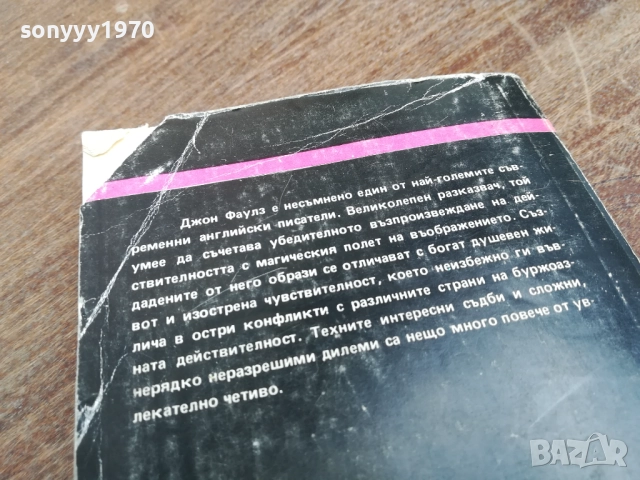 sonyyy1970
Джон Фаулз е несъмнено един от най-големите съв-
ременни английски писатели. Великолепен разказвач, той
умее да съчетава убедителното възпроизвеждане на дей-
ствителността с магическия полет на въображението. Съз-
дадените от него образи се отличават с богат душевен жи-
вот и изострена чувствителност, което неизбежно ги във-
лича в остри конфликти с различните страни на буржоаз-
ната действителност. Техните интересни съдби и сложни,
нерядко неразрешими дилеми са нещо много повече от ув-
лекателно четиво.
BAZAR